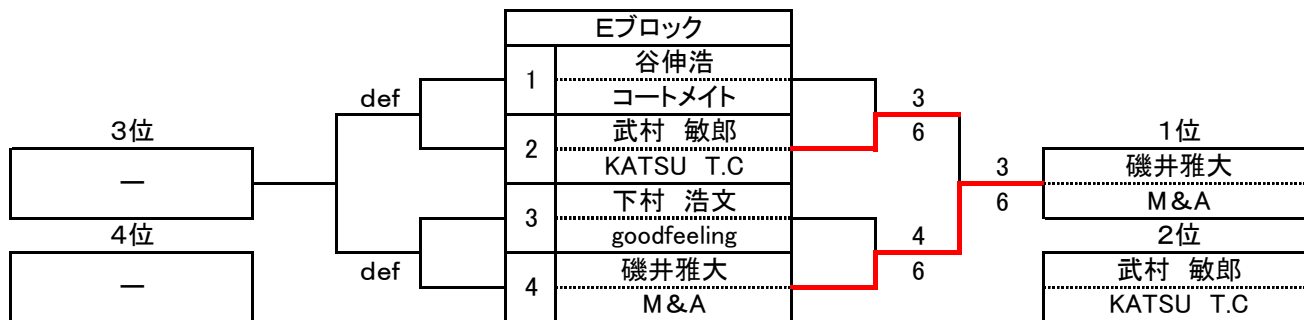 Eブロック
1
谷伸浩
コートメイト
2
武村　敏郎
KATSU　T.C
3
下村　浩文
goodfeeling
4
磯井雅大
M&A
def
def
3位
―
4位
―
3
6
4
6
3
6
1位
磯井雅大
M&A
2位
武村　敏郎
KATSU　T.C